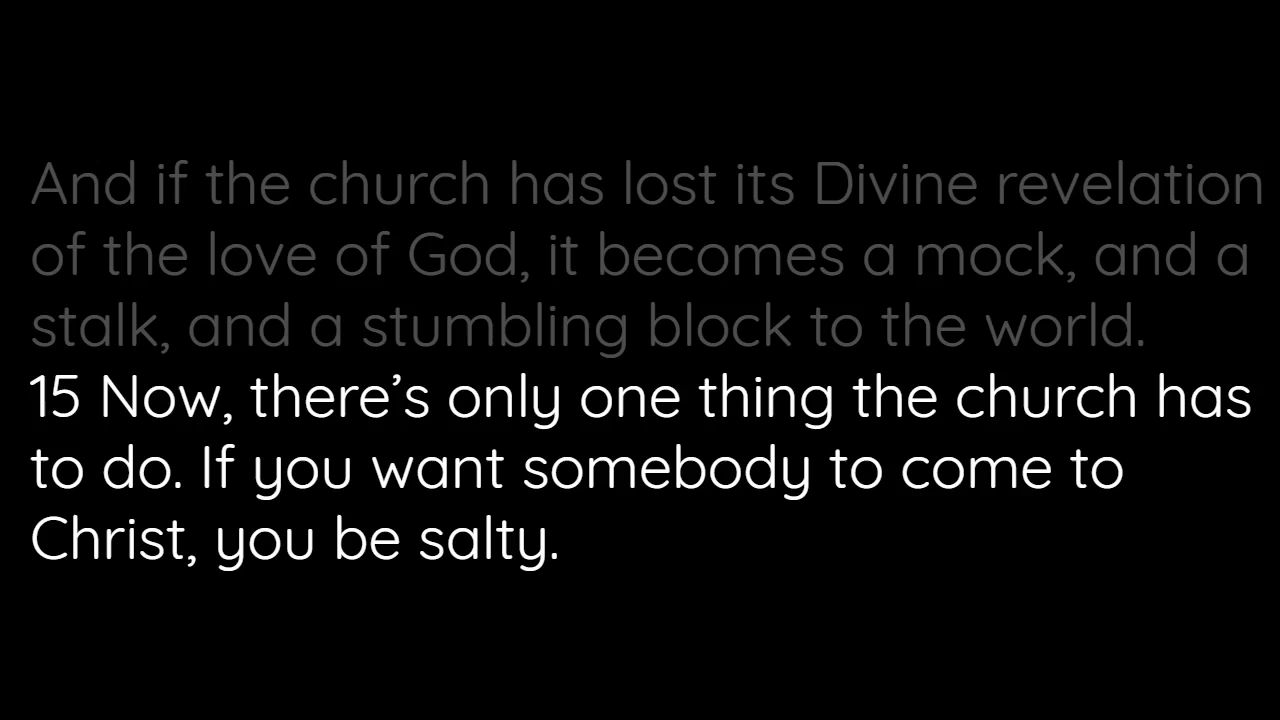 And if the church has lost its Divine revelation
of the love of God, it becomes a mock, and a
stalk, and a stumbling block to the world.
15 Now, there’s only one thing the church has
to do. If you want somebody to come to
Christ, you be salty.